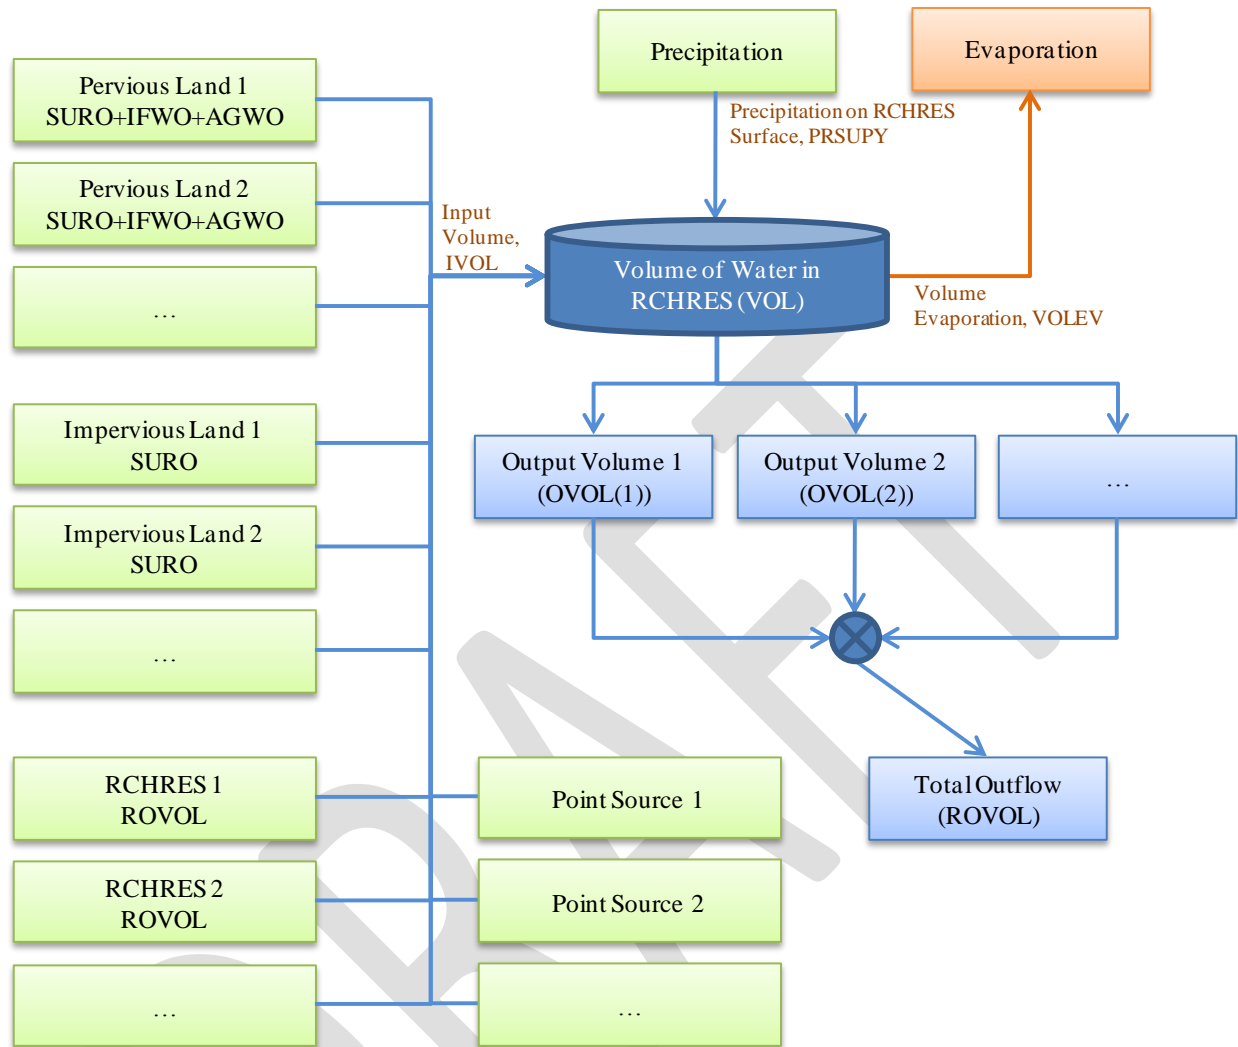 Precipitation
Evaporation
Pervious Land 1
SURO+IFWO+AGWO
Precipitation on RCHRES
Surface, PRSUPY
Pervious Land 2
SURO+IFWO+AGWO
Input
Volume,
IVOL
Volume of Water in
RCHRES (VOL)
Volume
Evaporation, VOLEV
...
Impervious Land 1
SURO
Output Volume 1
(OVOL(1))
Output Volume 2
(OVOL(2))
...
Impervious Land 2
SURO
...
RCHRES 1
ROVOL
Point Source 1
Total Outflow
(ROVOL)
RCHRES 2
ROVOL
Point Source 2
...
...
DRAFT